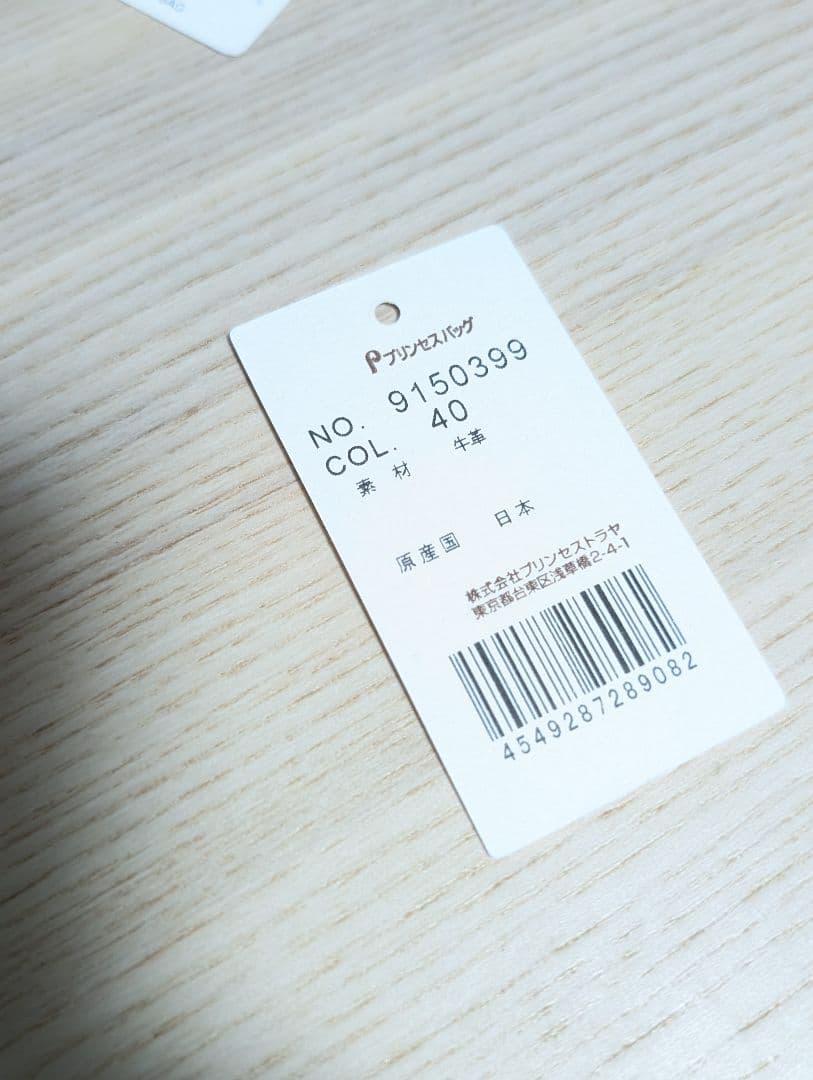 BAG
プリンセスバッグ
NO. 9150399
COL. 40
素材 牛革
原産国 日本
株式会社プリンセストラヤ
東京都台東区浅草橋2-4-1
4549287289082